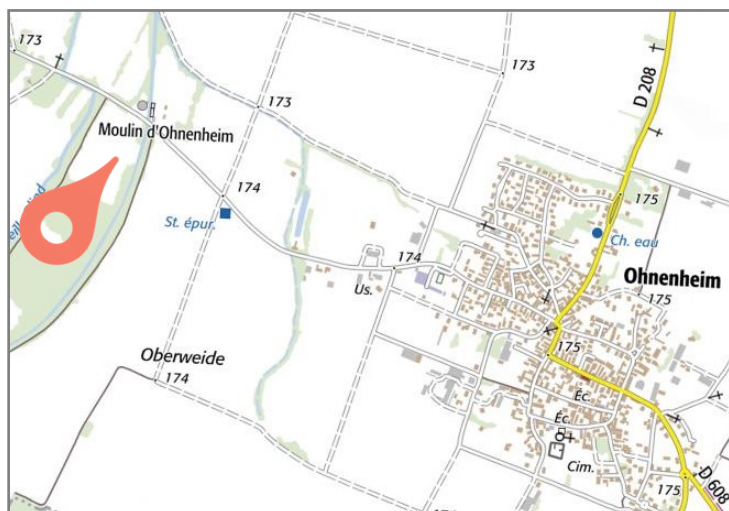 173
173
D 208
173
Moulin d'Ohnenheim
174
175
St. épur.
Ch. eau
174
Ohnenheim
Us.
175
Oberweide
175
174
Éc.
Éc.
Cim.
175
D 608
174